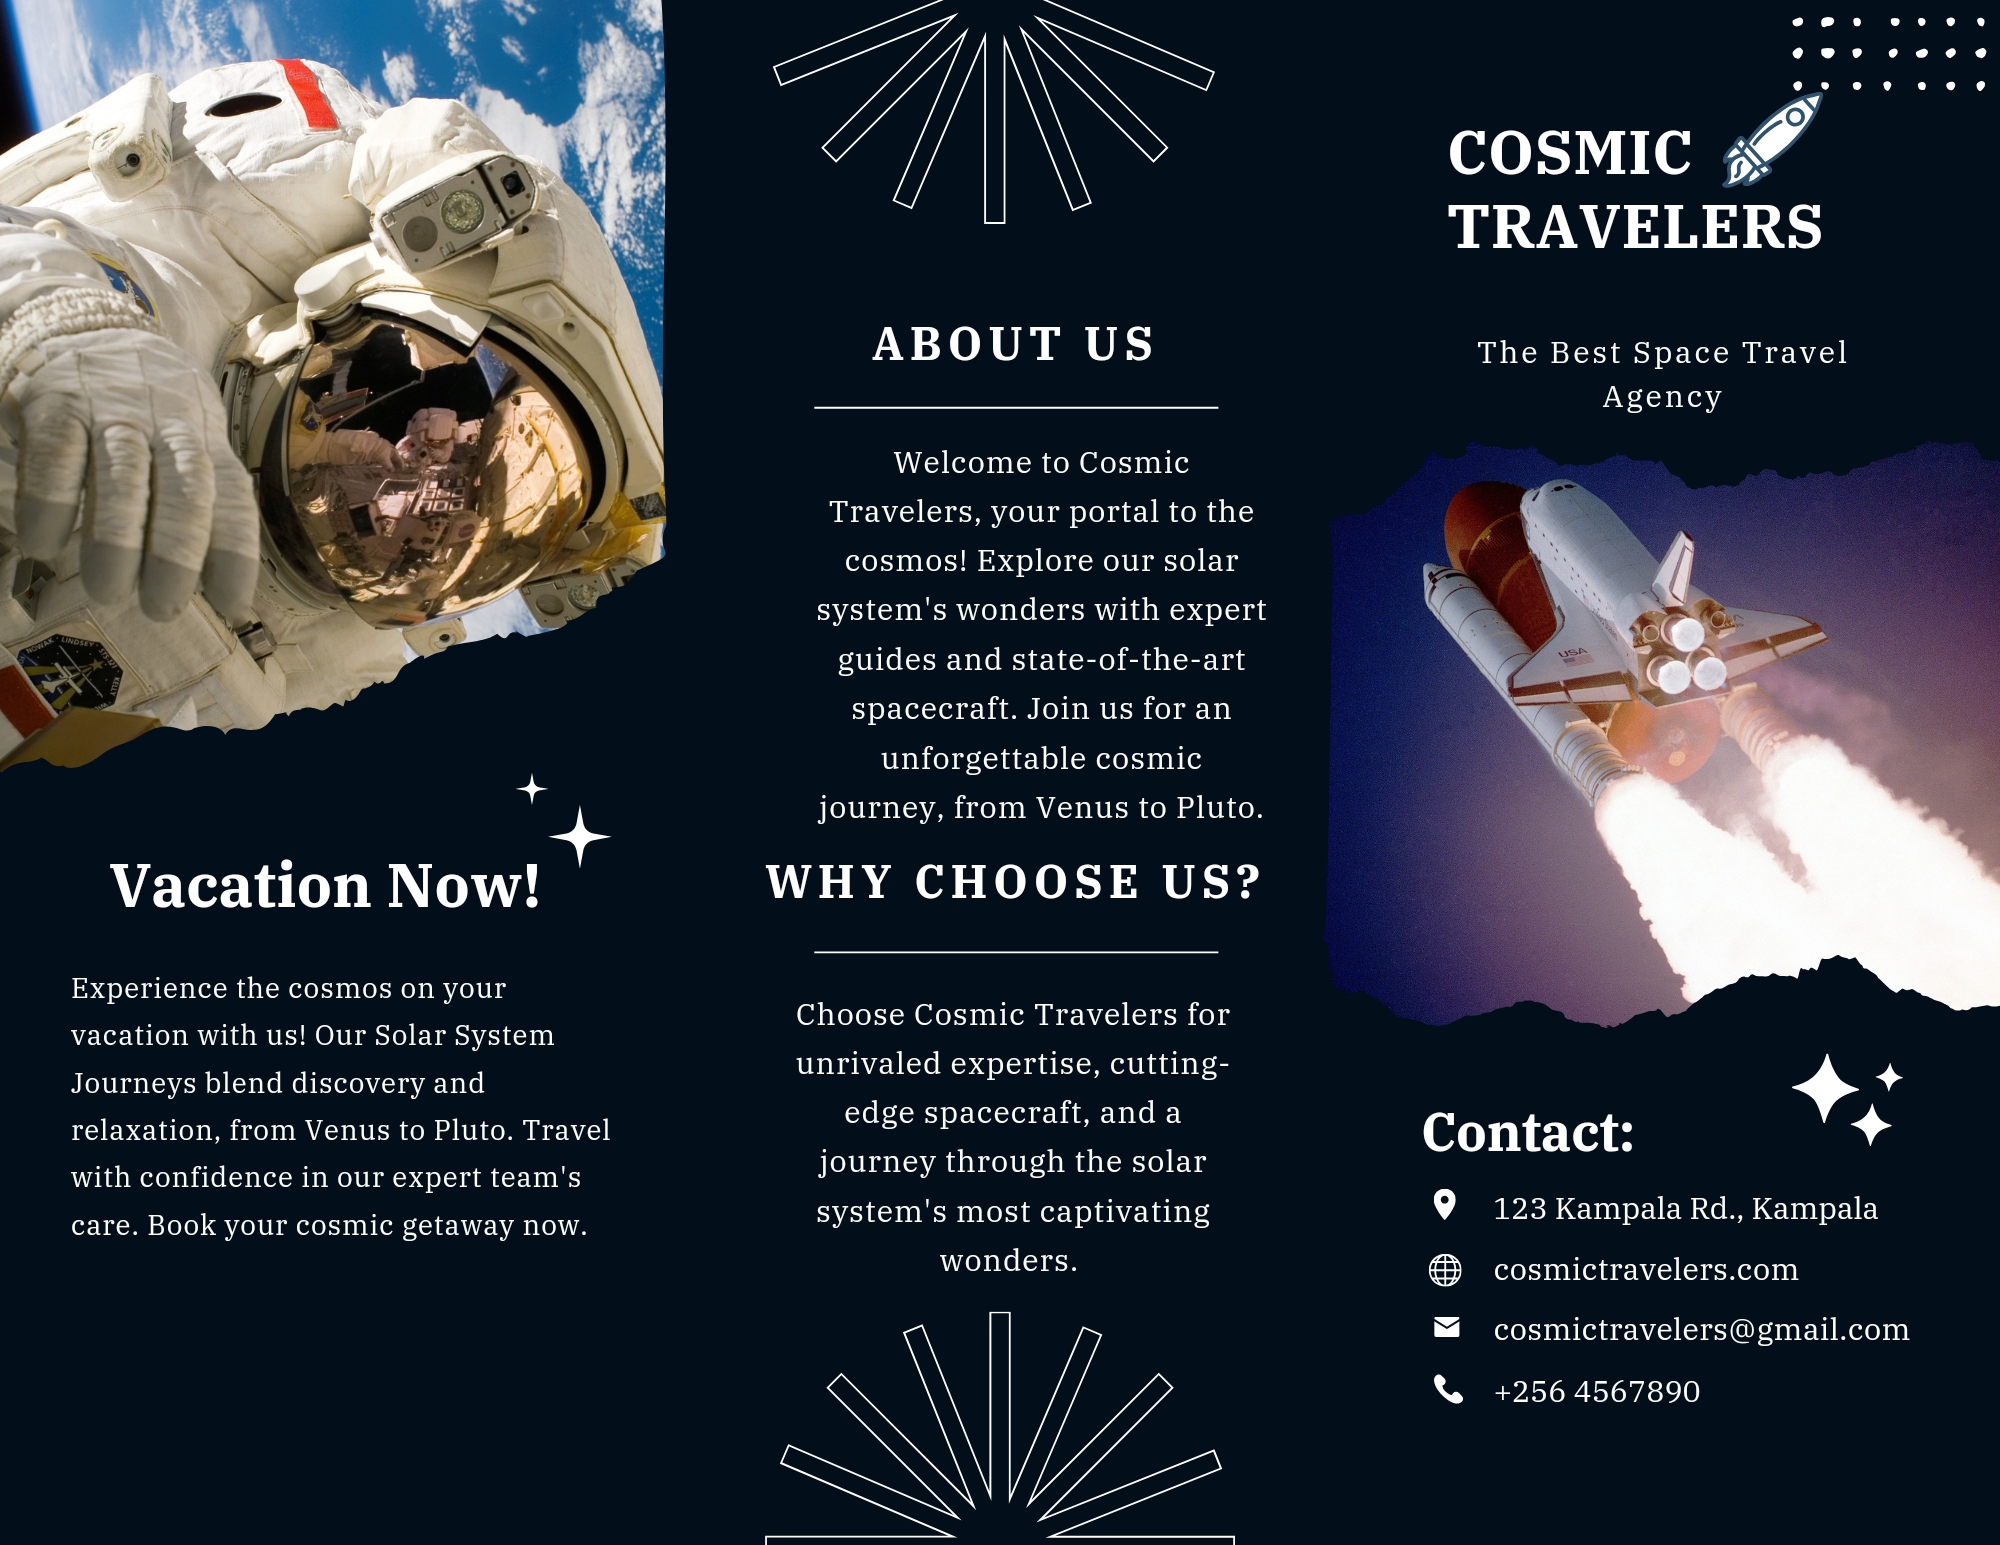 Vacation Now!
Experience the cosmos on your
vacation with us! Our Solar System
Journeys blend discovery and
relaxation, from Venus to Pluto. Travel
with confidence in our expert team's
care. Book your cosmic getaway now.
NOWAK · LINDSEY
KELLY
ABOUT US
Welcome to Cosmic
Travelers, your portal to the
cosmos! Explore our solar
system's wonders with expert
guides and state-of-the-art
spacecraft. Join us for an
unforgettable cosmic
journey, from Venus to Pluto.
WHY CHOOSE US?
Choose Cosmic Travelers for
unrivaled expertise, cutting-
edge spacecraft, and a
journey through the solar
system's most captivating
wonders.
COSMIC
TRAVELERS
The Best Space Travel
Agency
USA
Contact:
123 Kampala Rd., Kampala
cosmictravelers.com
cosmictravelers@gmail.com
+256 4567890